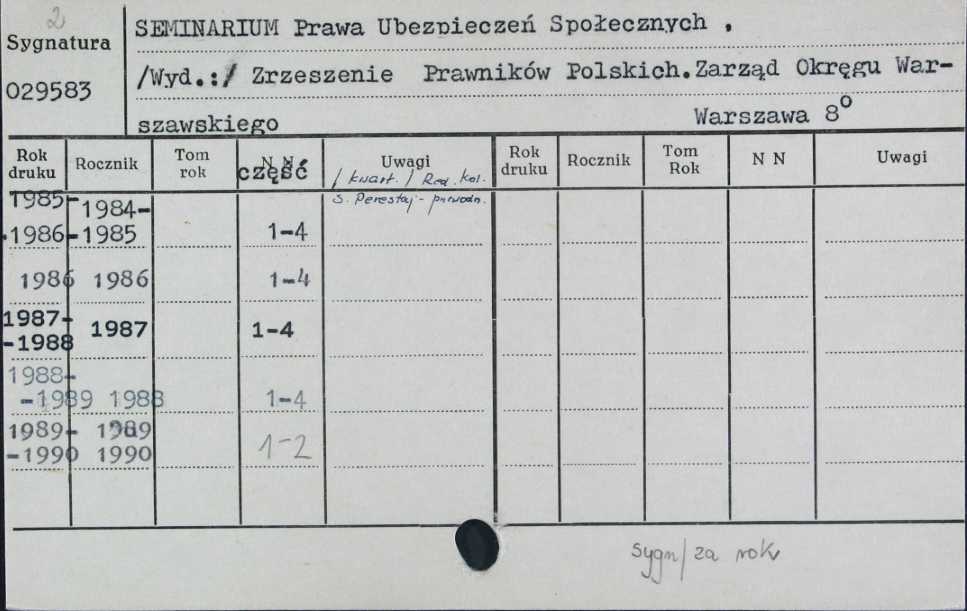 2
Sygnatura
029583
SEMINARIUM Prawa Ubezpieczeń Społecznych .
/Wyd.:/ Zrzeszenie Prawników Polskich.Zarząd Okręgu War-
szawskiego Warszawa 8°
Rok druku Rocznik Tom rok N N część Uwagi Rok druku Rocznik Tom Rok N N Uwagi
/ kwart. / Red. kol.
S. Perestaj -
1985- 1984-
-1986 -1985 1-4
1986 1986 1-4
1987-
-1988 1987 1-4
1988-
-1989 1988 1-4
1989- 1989
-1990 1990 1-2
sygn/za rok